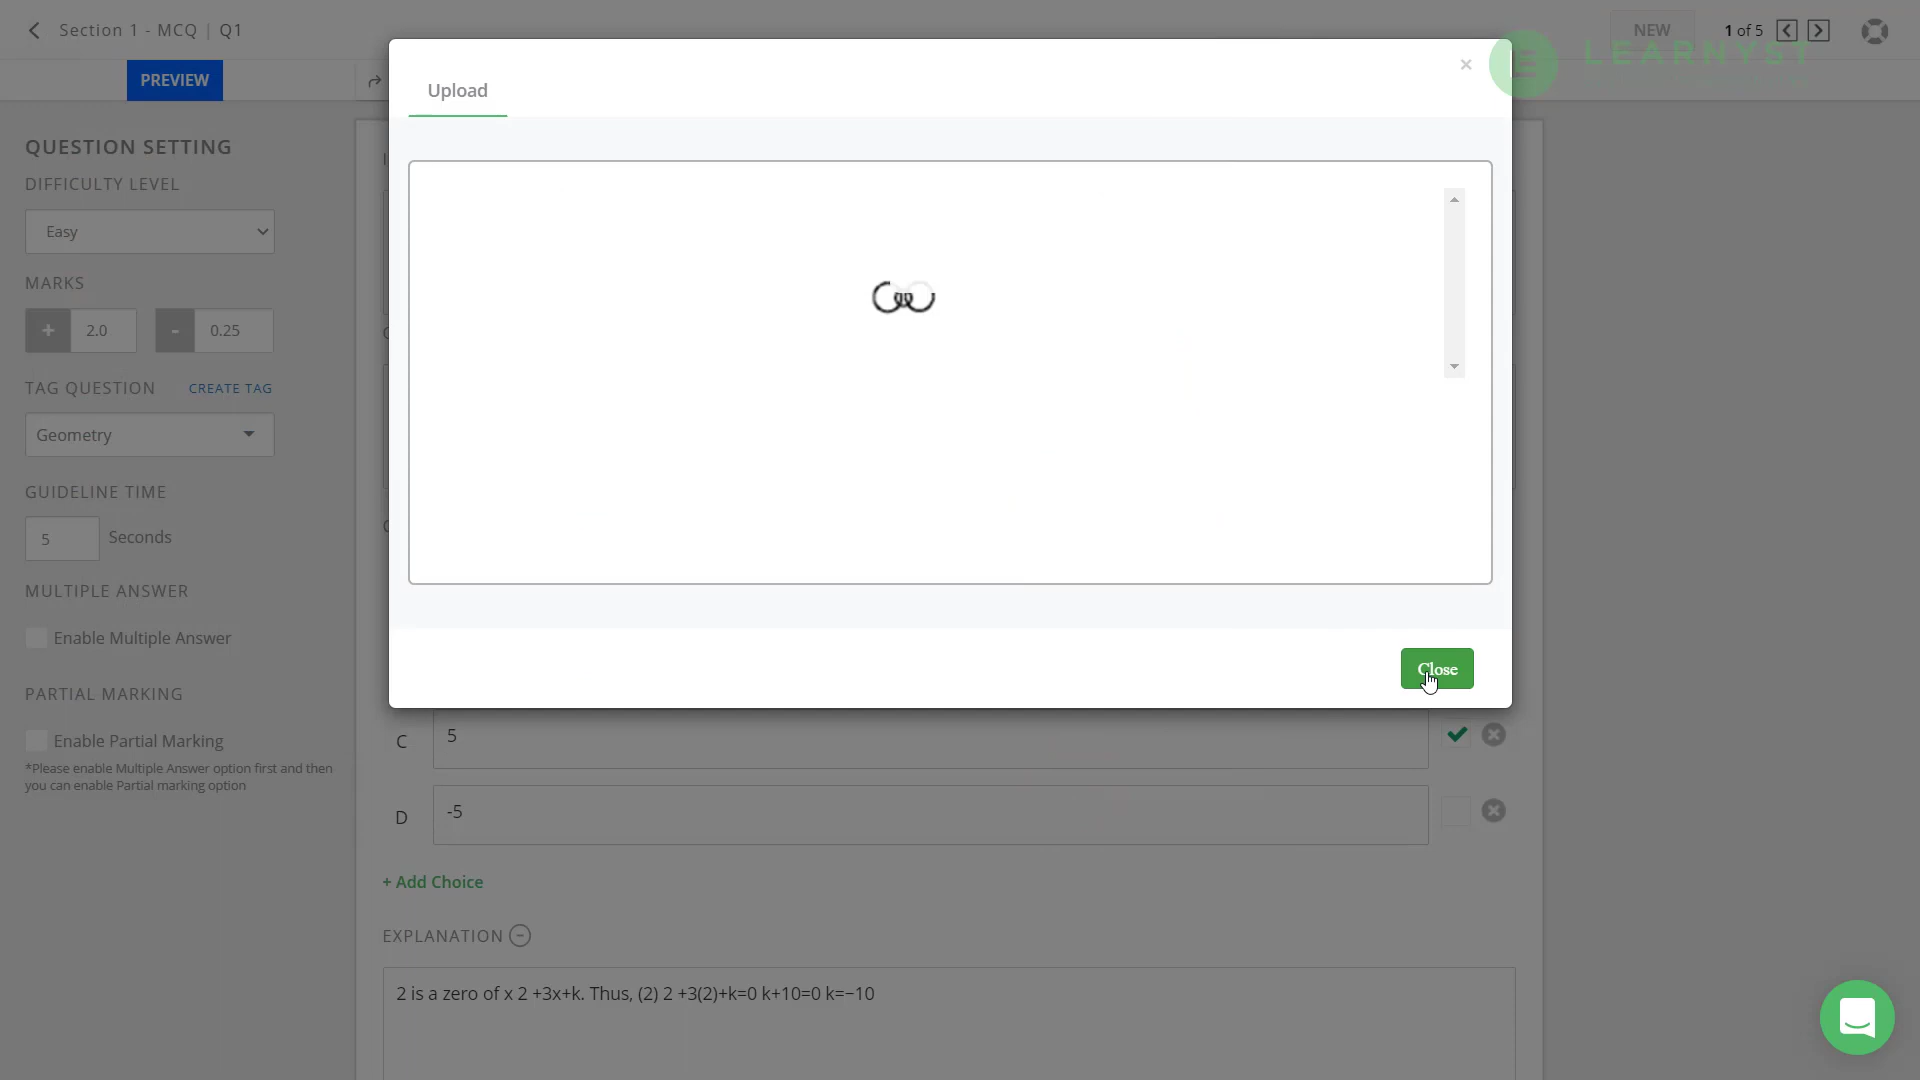 Section 1 - MCQ | Q1
NEW
1 of 5
LEARNYST
PREVIEW
Upload
×
QUESTION SETTING
DIFFICULTY LEVEL
Easy
MARKS
+ 2.0 - 0.25
TAG QUESTION CREATE TAG
Geometry
GUIDELINE TIME
5 Seconds
MULTIPLE ANSWER
Enable Multiple Answer
PARTIAL MARKING
Enable Partial Marking
*Please enable Multiple Answer option first and then
you can enable Partial marking option
Close
C 5
D -5
+ Add Choice
EXPLANATION
2 is a zero of x 2 +3x+k. Thus, (2) 2 +3(2)+k=0 k+10=0 k=−10